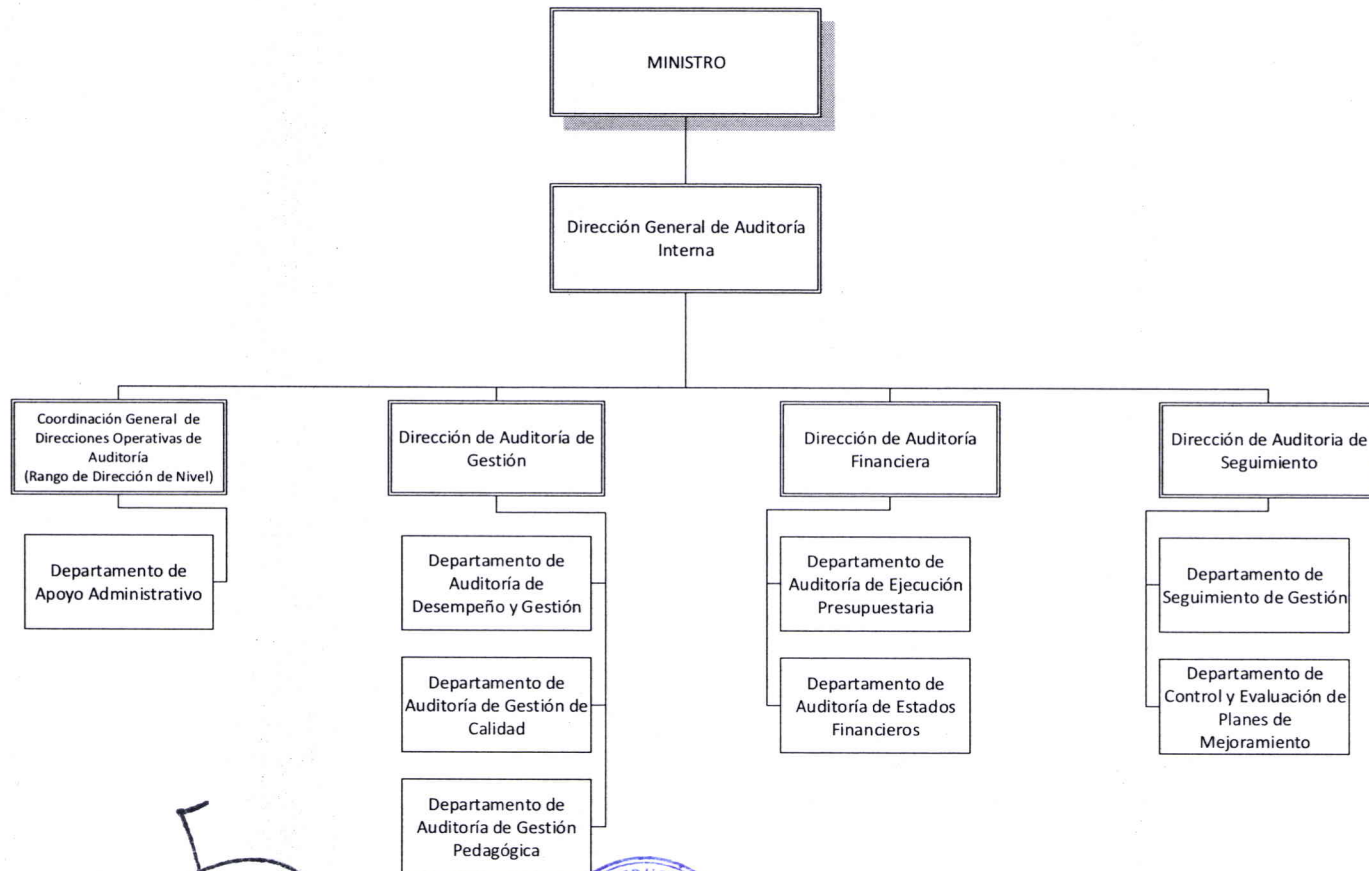 MINISTRO
Dirección General de Auditoría
Interna
Coordinación General de
Direcciones Operativas de
Auditoría
(Rango de Dirección de Nivel)
Dirección de Auditoría de
Gestión
Dirección de Auditoría
Financiera
Dirección de Auditoria de
Seguimiento
Departamento de
Apoyo Administrativo
Departamento de
Auditoría de
Desempeño y Gestión
Departamento de
Auditoría de Gestión de
Calidad
Departamento de
Auditoría de Gestión
Pedagógica
Departamento de
Auditoría de Ejecución
Presupuestaria
Departamento de
Auditoría de Estados
Financieros
Departamento de
Seguimiento de Gestión
Departamento de
Control y Evaluación de
Planes de
Mejoramiento